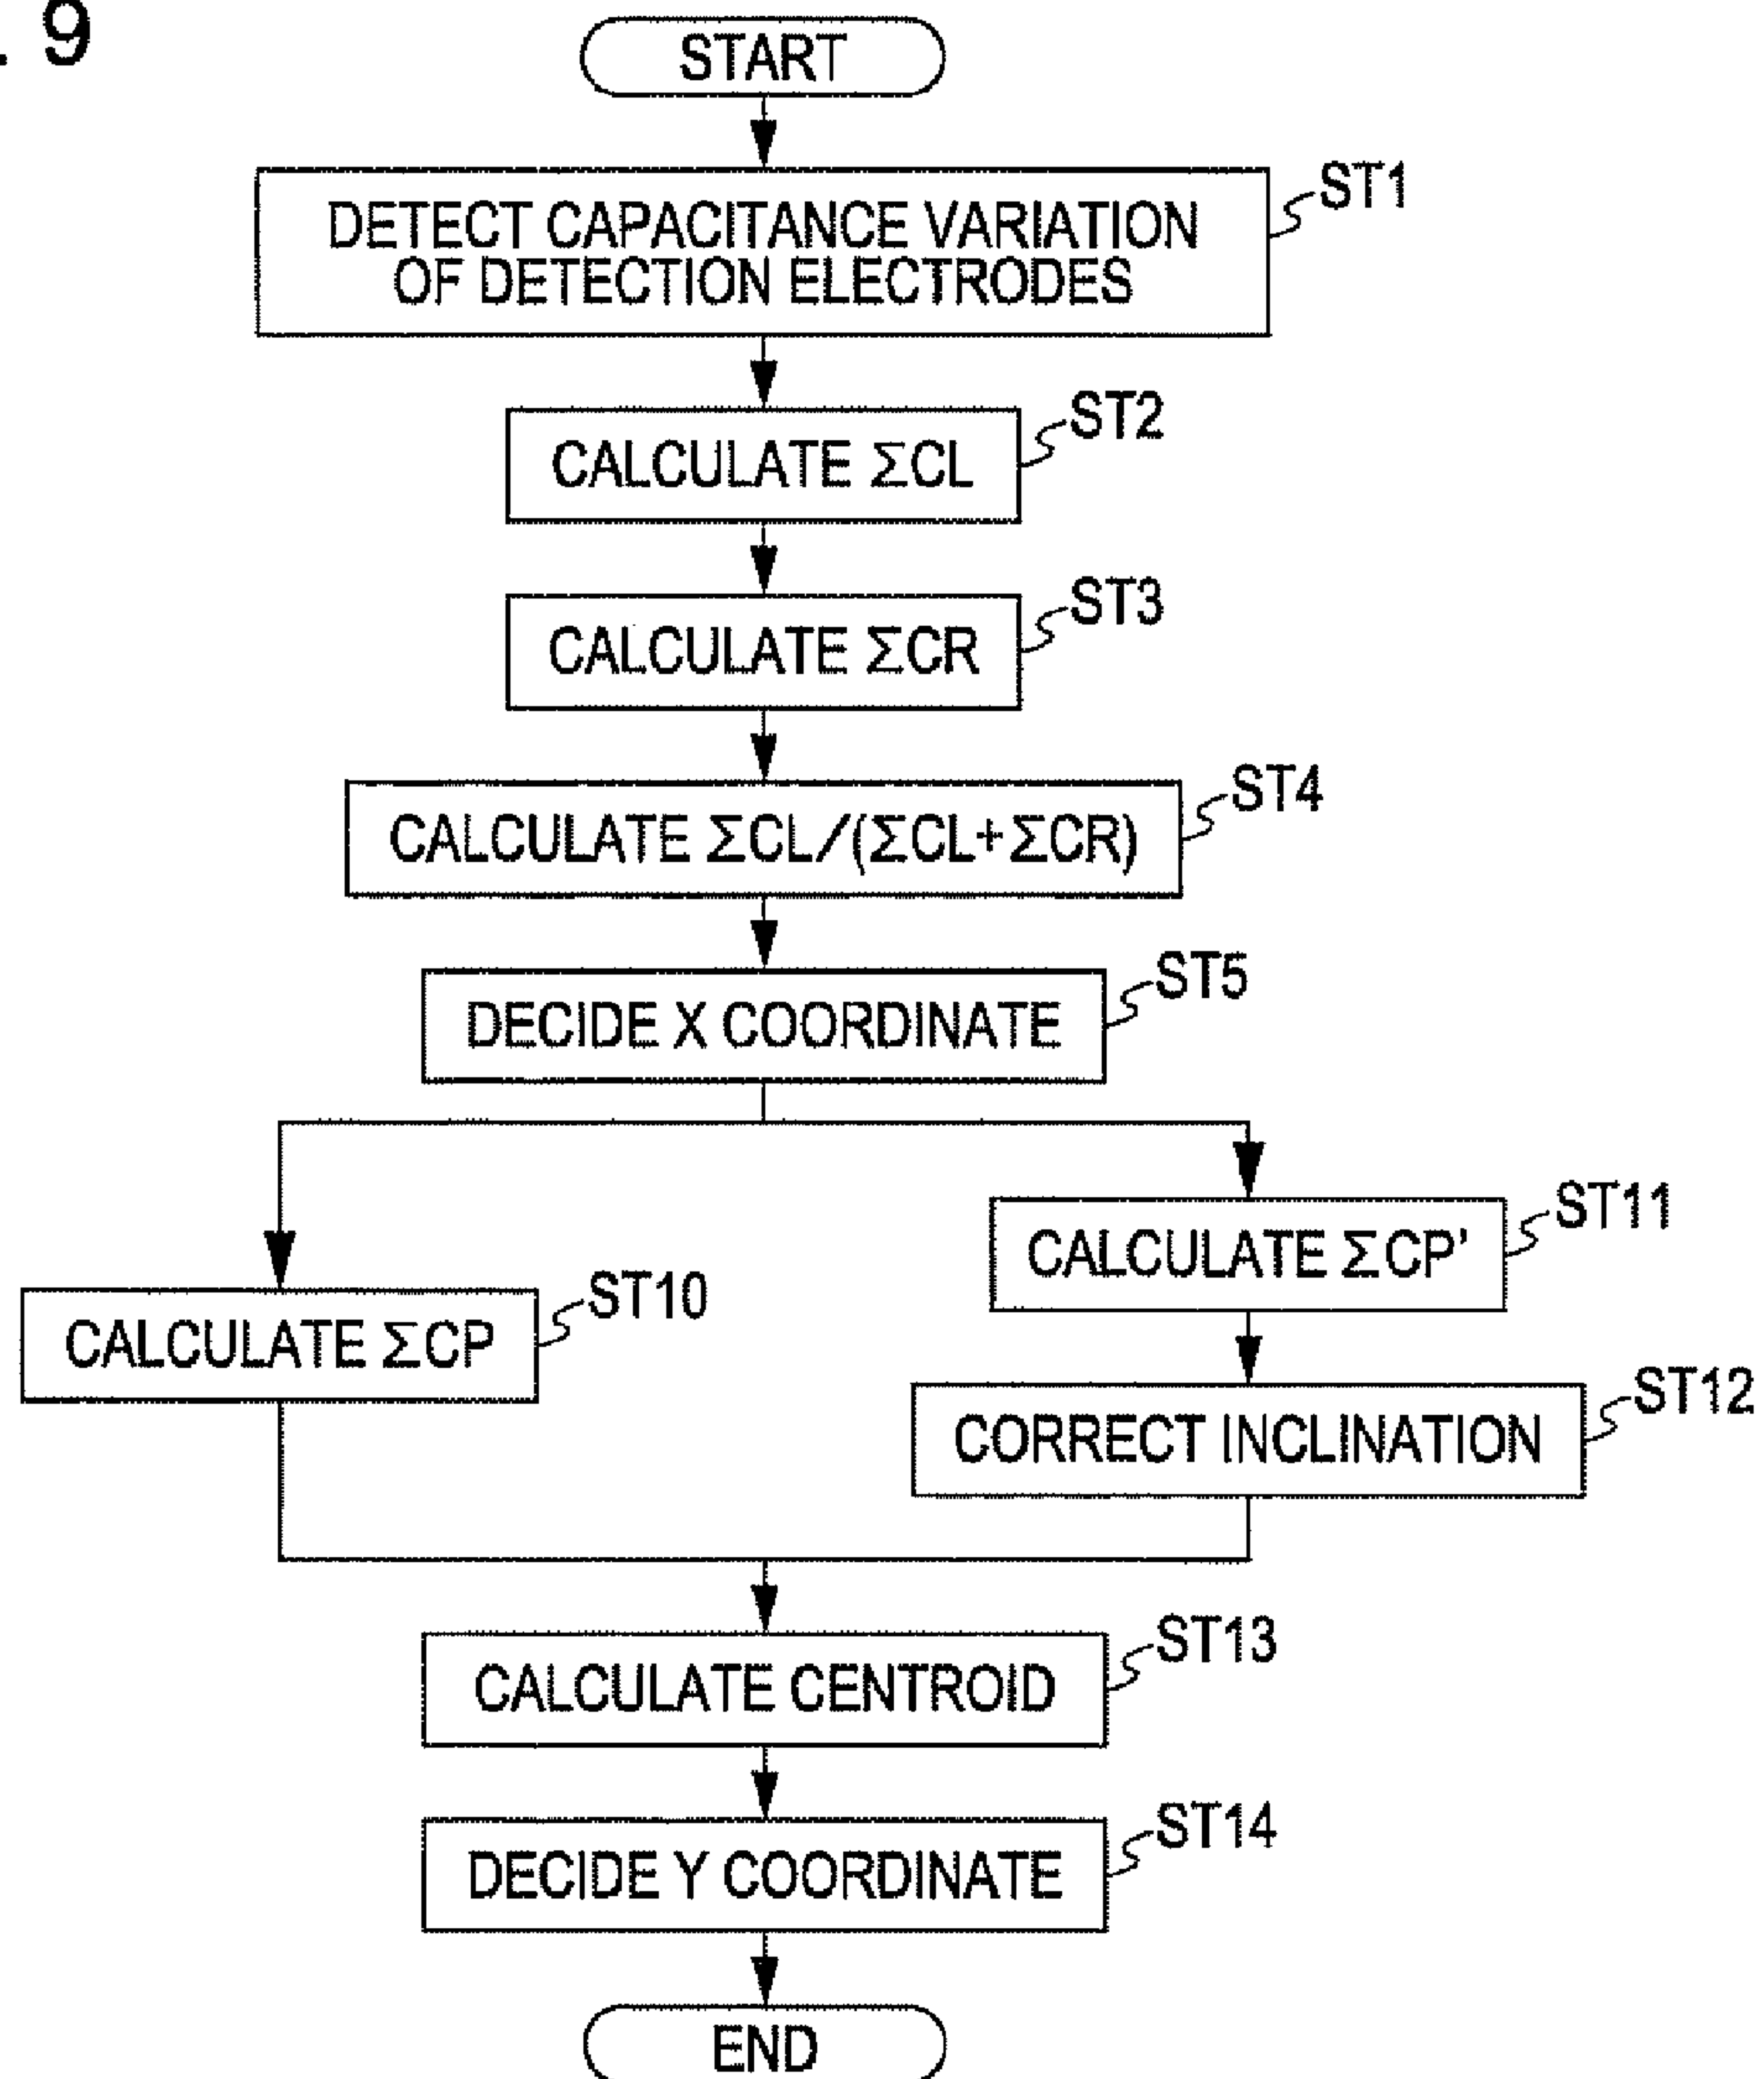 . 9
START
DETECT CAPACITANCE VARIATION
OF DETECTION ELECTRODES
ST1
CALCULATE ΣCL
ST2
CALCULATE ΣCR
ST3
CALCULATE ΣCL/(ΣCL+ΣCR)
ST4
DECIDE X COORDINATE
ST5
CALCULATE ΣCP'
ST11
CALCULATE ΣCP
ST10
CORRECT INCLINATION
ST12
CALCULATE CENTROID
ST13
DECIDE Y COORDINATE
ST14
END